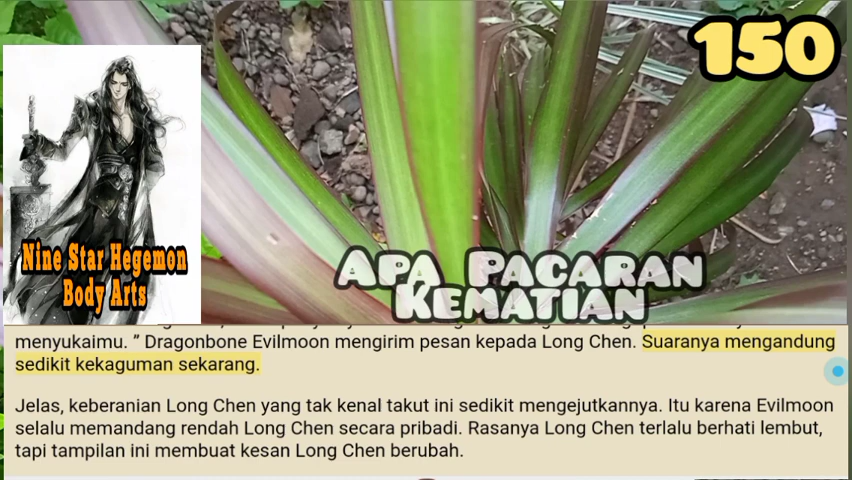 150
Nine Star Hegemon
Body Arts
APA PACARAN
KEMATIAN
menyukaimu. ” Dragonbone Evilmoon mengirim pesan kepada Long Chen. Suaranya mengandung
sedikit kekaguman sekarang.
Jelas, keberanian Long Chen yang tak kenal takut ini sedikit mengejutkannya. Itu karena Evilmoon
selalu memandang rendah Long Chen secara pribadi. Rasanya Long Chen terlalu berhati lembut,
tapi tampilan ini membuat kesan Long Chen berubah.